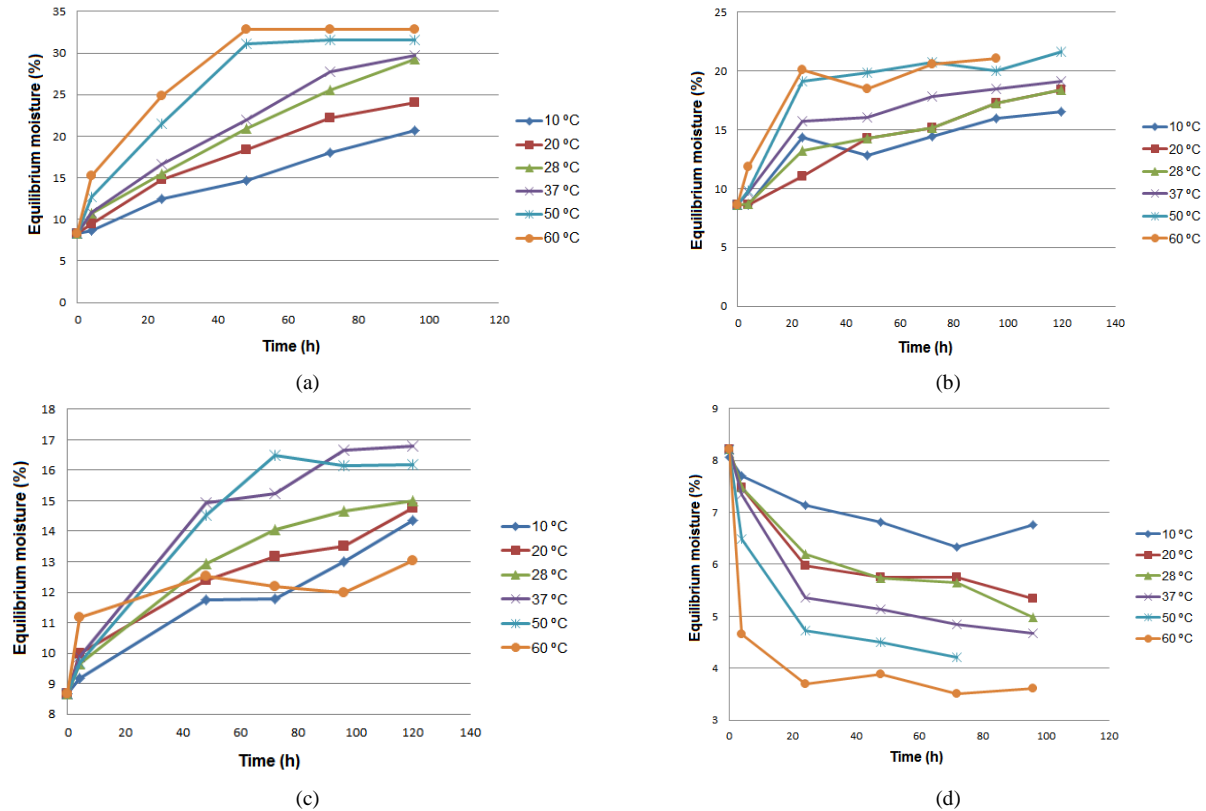 Equilibrium moisture (%)
40
35
30
25
20
15
10
5
0
0 20 40 60 80 100 120
Time (h)
10 ºC
20 ºC
28 ºC
37 ºC
50 ºC
60 ºC
(a)
Equilibrium moisture (%)
25
20
15
10
5
0
0 20 40 60 80 100 120 140
Time (h)
10 ºC
20 ºC
28 ºC
37 ºC
50 ºC
60 ºC
(b)
Equilibrium moisture (%)
18
17
16
15
14
13
12
11
10
9
8
0 20 40 60 80 100 120 140
Time (h)
10 ºC
20 ºC
28 ºC
37 ºC
50 ºC
60 ºC
(c)
Equilibrium moisture (%)
9
8
7
6
5
4
3
0 20 40 60 80 100 120
Time (h)
10 ºC
20 ºC
28 ºC
37 ºC
50 ºC
60 ºC
(d)